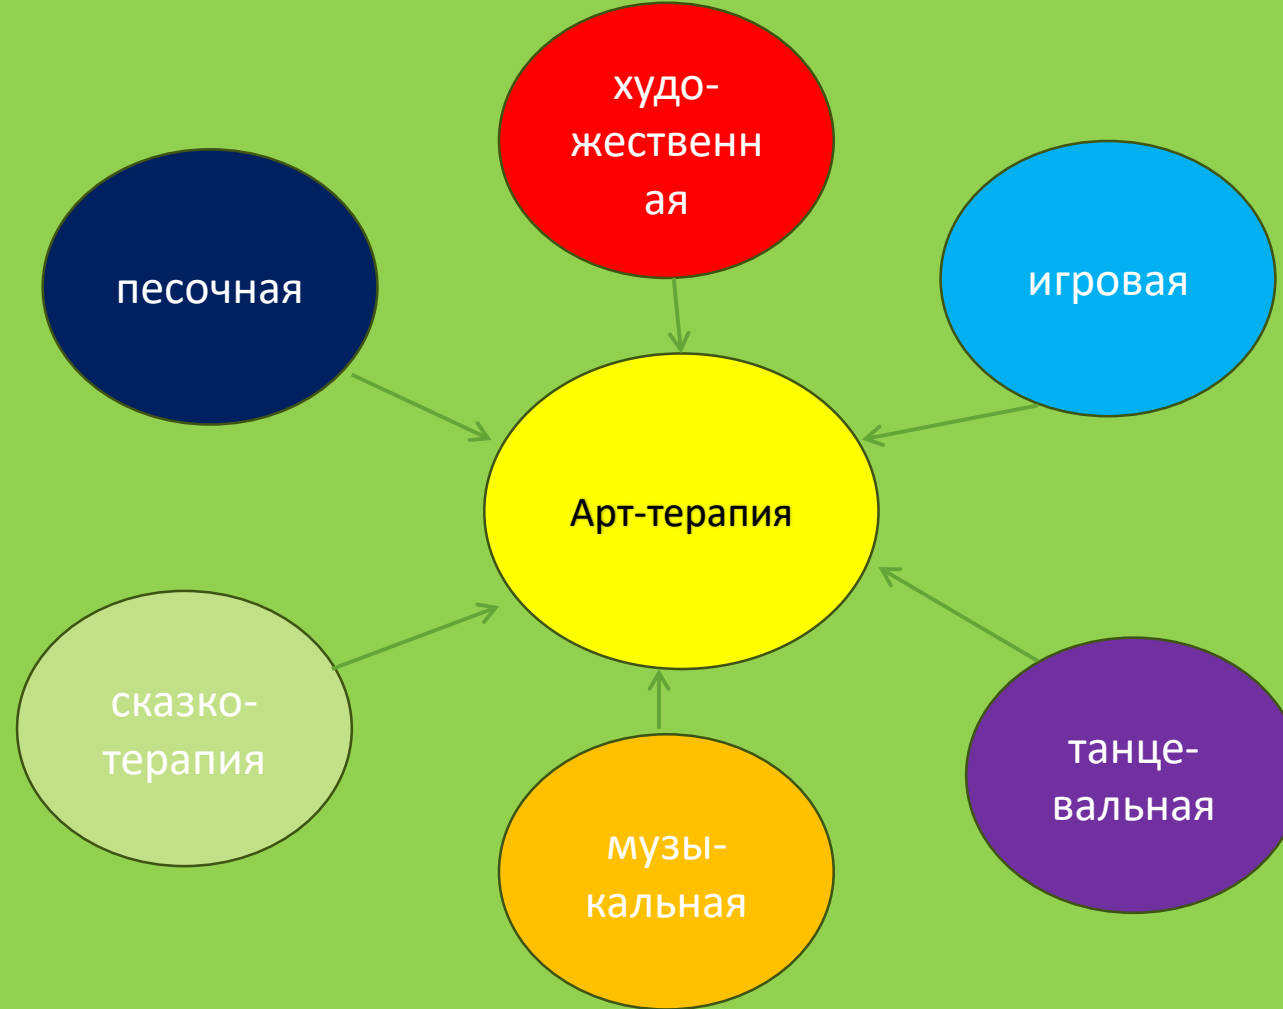 худо-
жественн
ая
песочная
игровая
Арт-терапия
сказко-
терапия
танце-
вальная
музы-
кальная